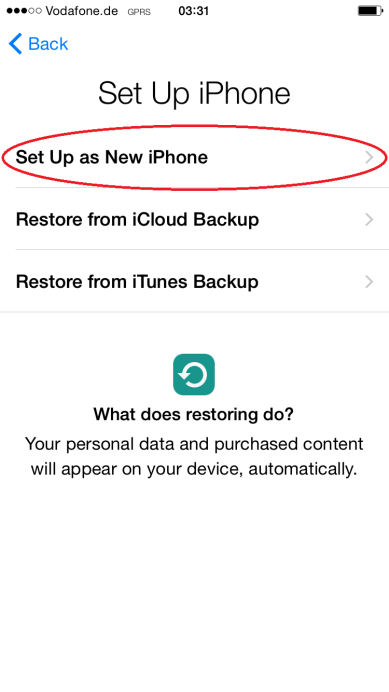 Vodafone.de GPRS 03:31
Back
Set Up iPhone
Set Up as New iPhone
Restore from iCloud Backup
Restore from iTunes Backup
What does restoring do?
Your personal data and purchased content
will appear on your device, automatically.